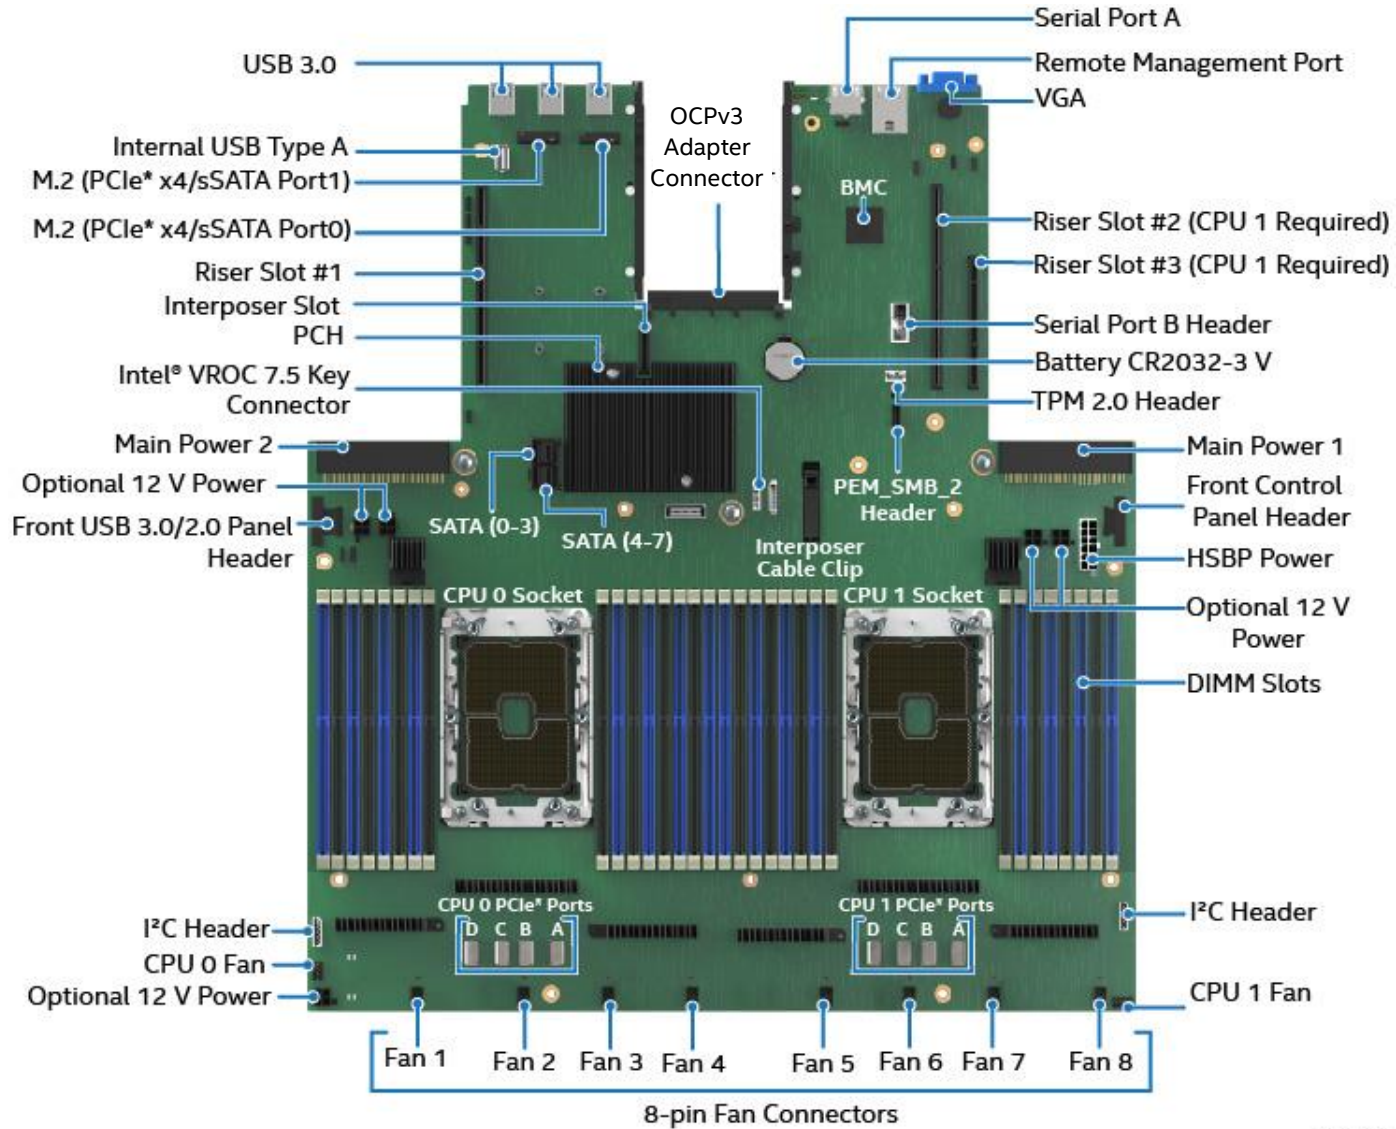 Serial Port A
USB 3.0
Remote Management Port
VGA
OCPv3
Adapter
Connector
Internal USB Type A
M.2 (PCIe* x4/sSATA Port1)
BMC
M.2 (PCIe* x4/sSATA Port0)
Riser Slot #2 (CPU 1 Required)
Riser Slot #1
Riser Slot #3 (CPU 1 Required)
Interposer Slot
PCH
Serial Port B Header
Battery CR2032-3 V
Intel® VROC 7.5 Key
Connector
TPM 2.0 Header
Main Power 2
Main Power 1
Optional 12 V Power
PEM_SMB_2
Header
Front Control
Panel Header
Front USB 3.0/2.0 Panel
Header
SATA (0-3)
SATA (4-7)
Interposer
Cable Clip
HSBP Power
CPU 0 Socket
CPU 1 Socket
Optional 12 V
Power
DIMM Slots
CPU 0 PCIe* Ports
D C B A
CPU 1 PCIe* Ports
D C B A
I²C Header
I²C Header
CPU 0 Fan
Optional 12 V Power
CPU 1 Fan
Fan 1
Fan 2
Fan 3
Fan 4
Fan 5
Fan 6
Fan 7
Fan 8
8-pin Fan Connectors